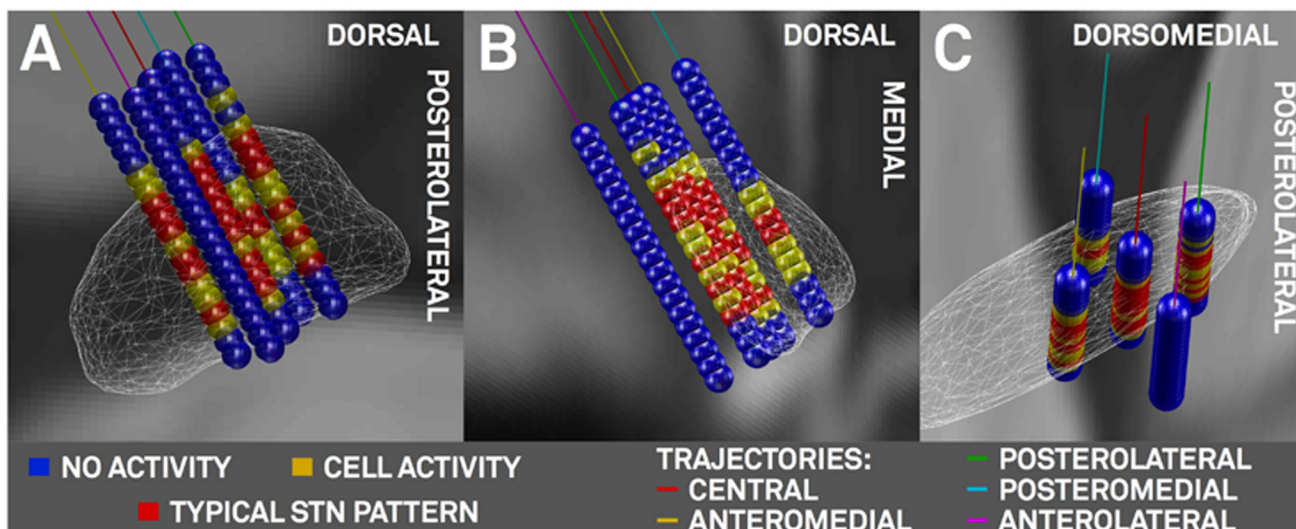 A
DORSAL
POSTEROLATERAL
B
DORSAL
MEDIAL
C
DORSOMEDIAL
POSTEROLATERAL
NO ACTIVITY
CELL ACTIVITY
TYPICAL STN PATTERN
TRAJECTORIES:
CENTRAL
ANTEROMEDIAL
POSTEROLATERAL
POSTEROMEDIAL
ANTEROLATERAL